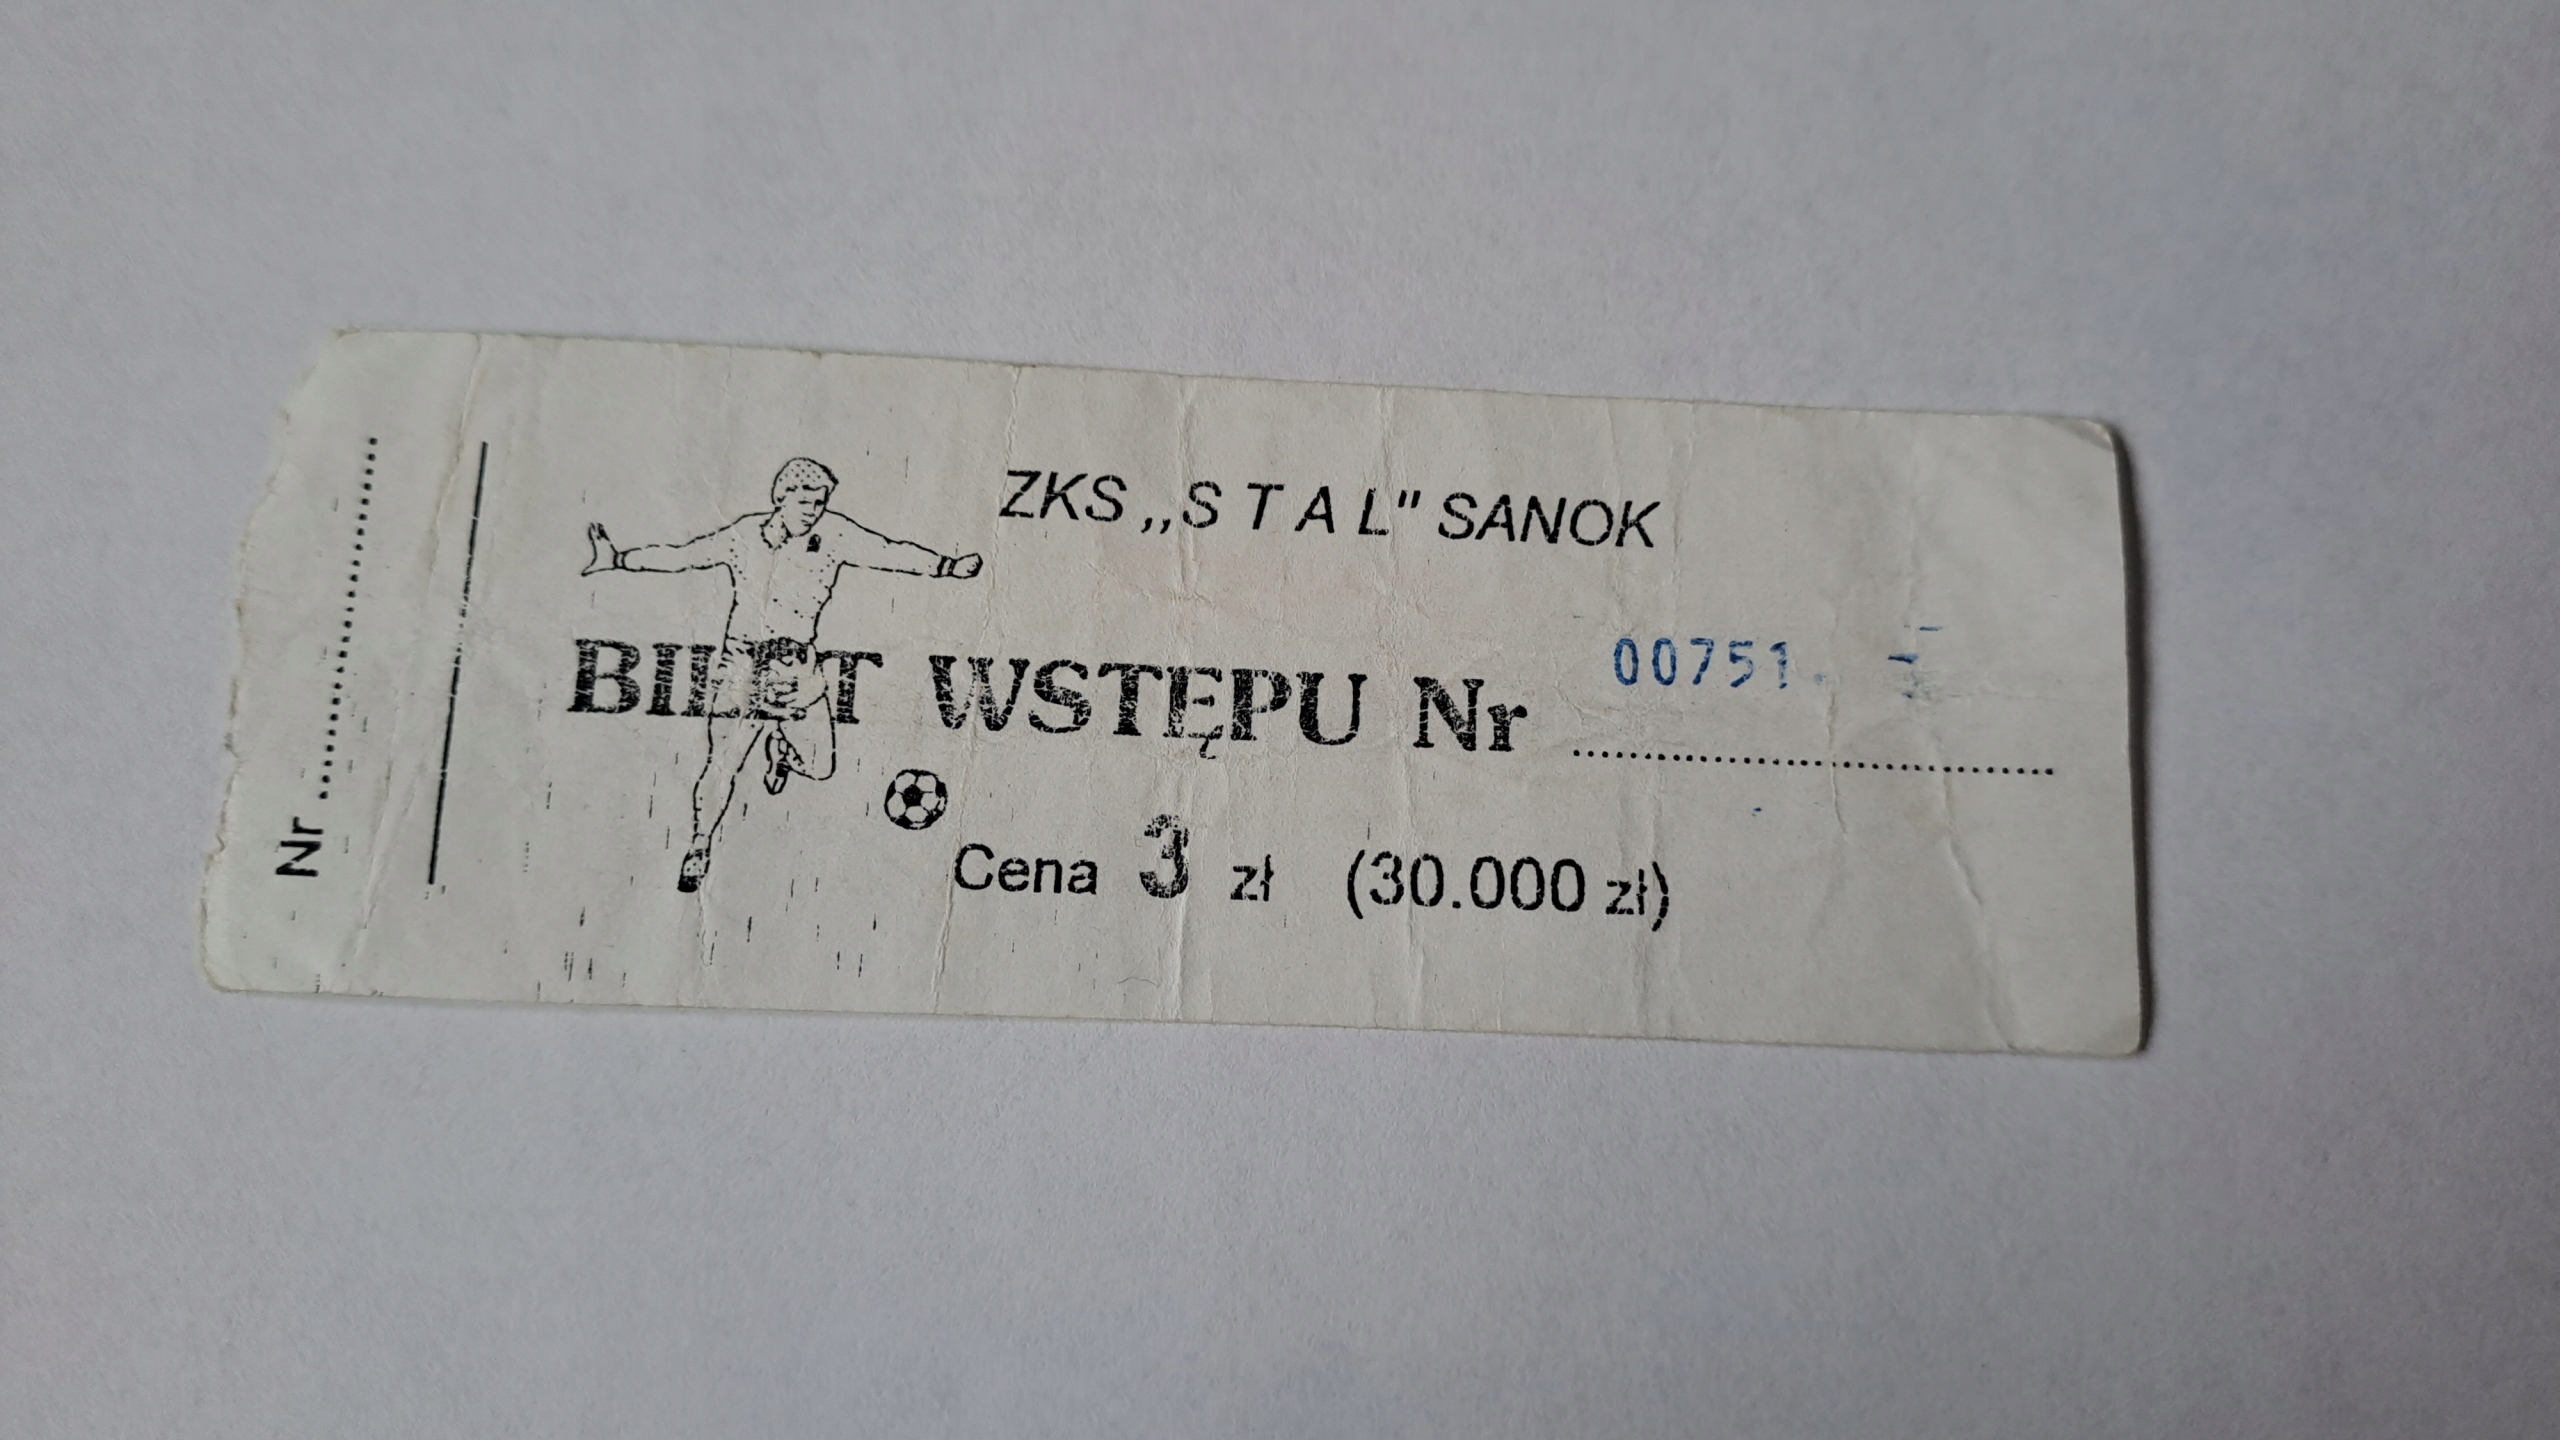 Nr ..............................
ZKS „S T A L" SANOK
00751
BILET WSTĘPU Nr ........................................
Cena 3 zł (30.000 zł)